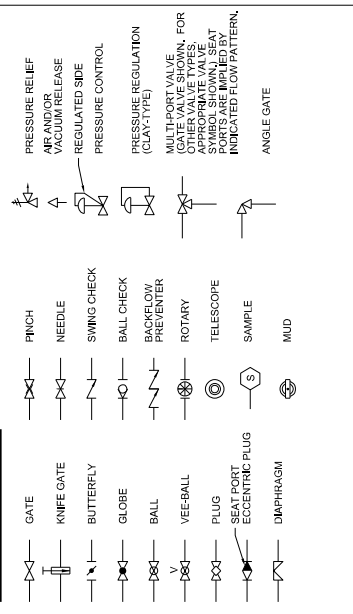 GATE
KNIFE GATE
BUTTERFLY
GLOBE
BALL
V
VEE-BALL
PLUG
SEAT PORT
ECCENTRIC PLUG
DIAPHRAGM
PINCH
NEEDLE
SWING CHECK
BALL CHECK
BACKFLOW
PREVENTER
ROTARY
TELESCOPE
S
SAMPLE
MUD
PRESSURE RELIEF
AIR AND/OR
VACUUM RELEASE
REGULATED SIDE
PRESSURE CONTROL
PRESSURE REGULATION
(CLAY-TYPE)
MULTI-PORT VALVE
(GATE VALVE SHOWN. FOR
OTHER VALVE TYPES,
APPROPRIATE VALVE
SYMBOL SHOWN.) SEAT
PORTS ARE IMPLIED BY
INDICATED FLOW PATTERN.
ANGLE GATE